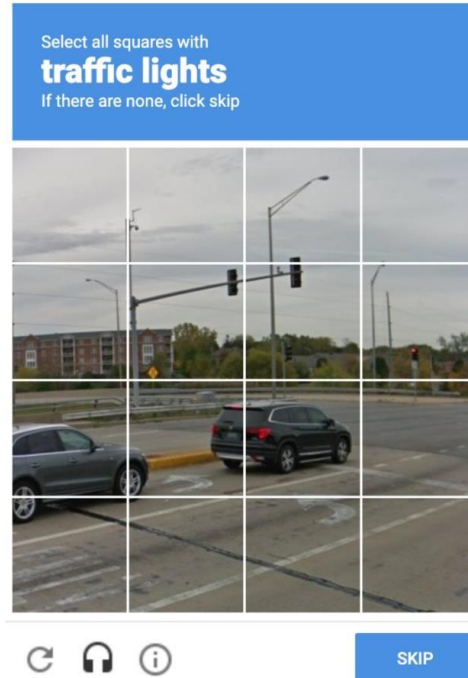 Select all squares with
traffic lights
If there are none, click skip
SKIP